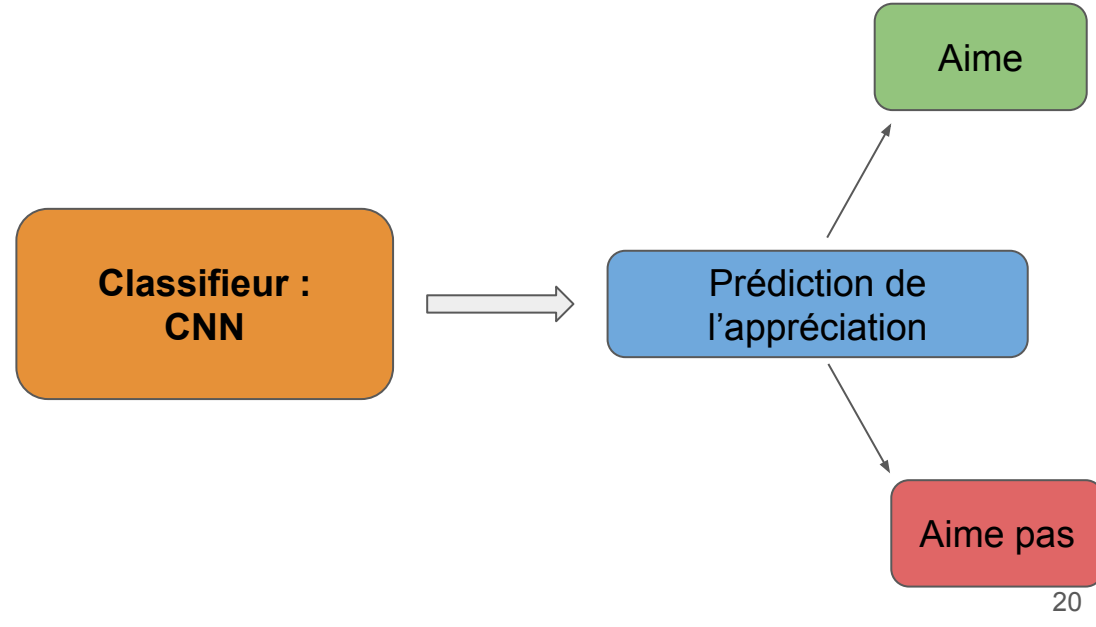 Aime
Classifieur :
CNN
Prédiction de
l’appréciation
Aime pas
20